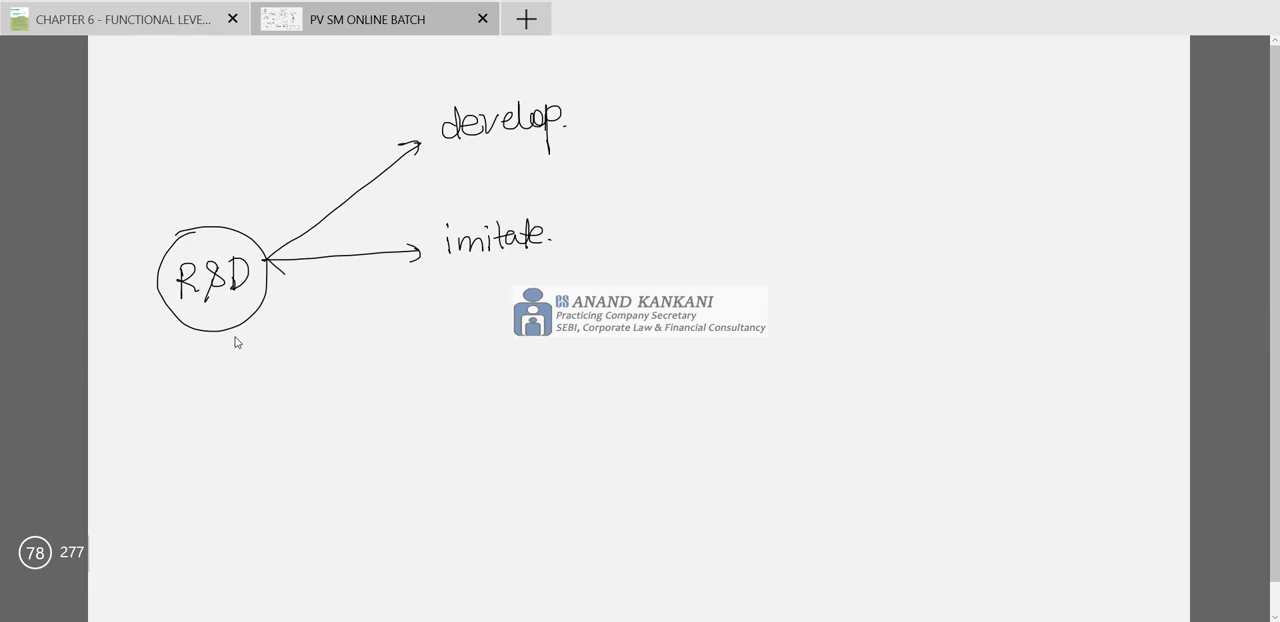 CHAPTER 6 - FUNCTIONAL LEVE...
PV SM ONLINE BATCH
develop.
imitate.
R&D
CS ANAND KANKANI
Practicing Company Secretary
SEBI, Corporate Law & Financial Consultancy
78 277